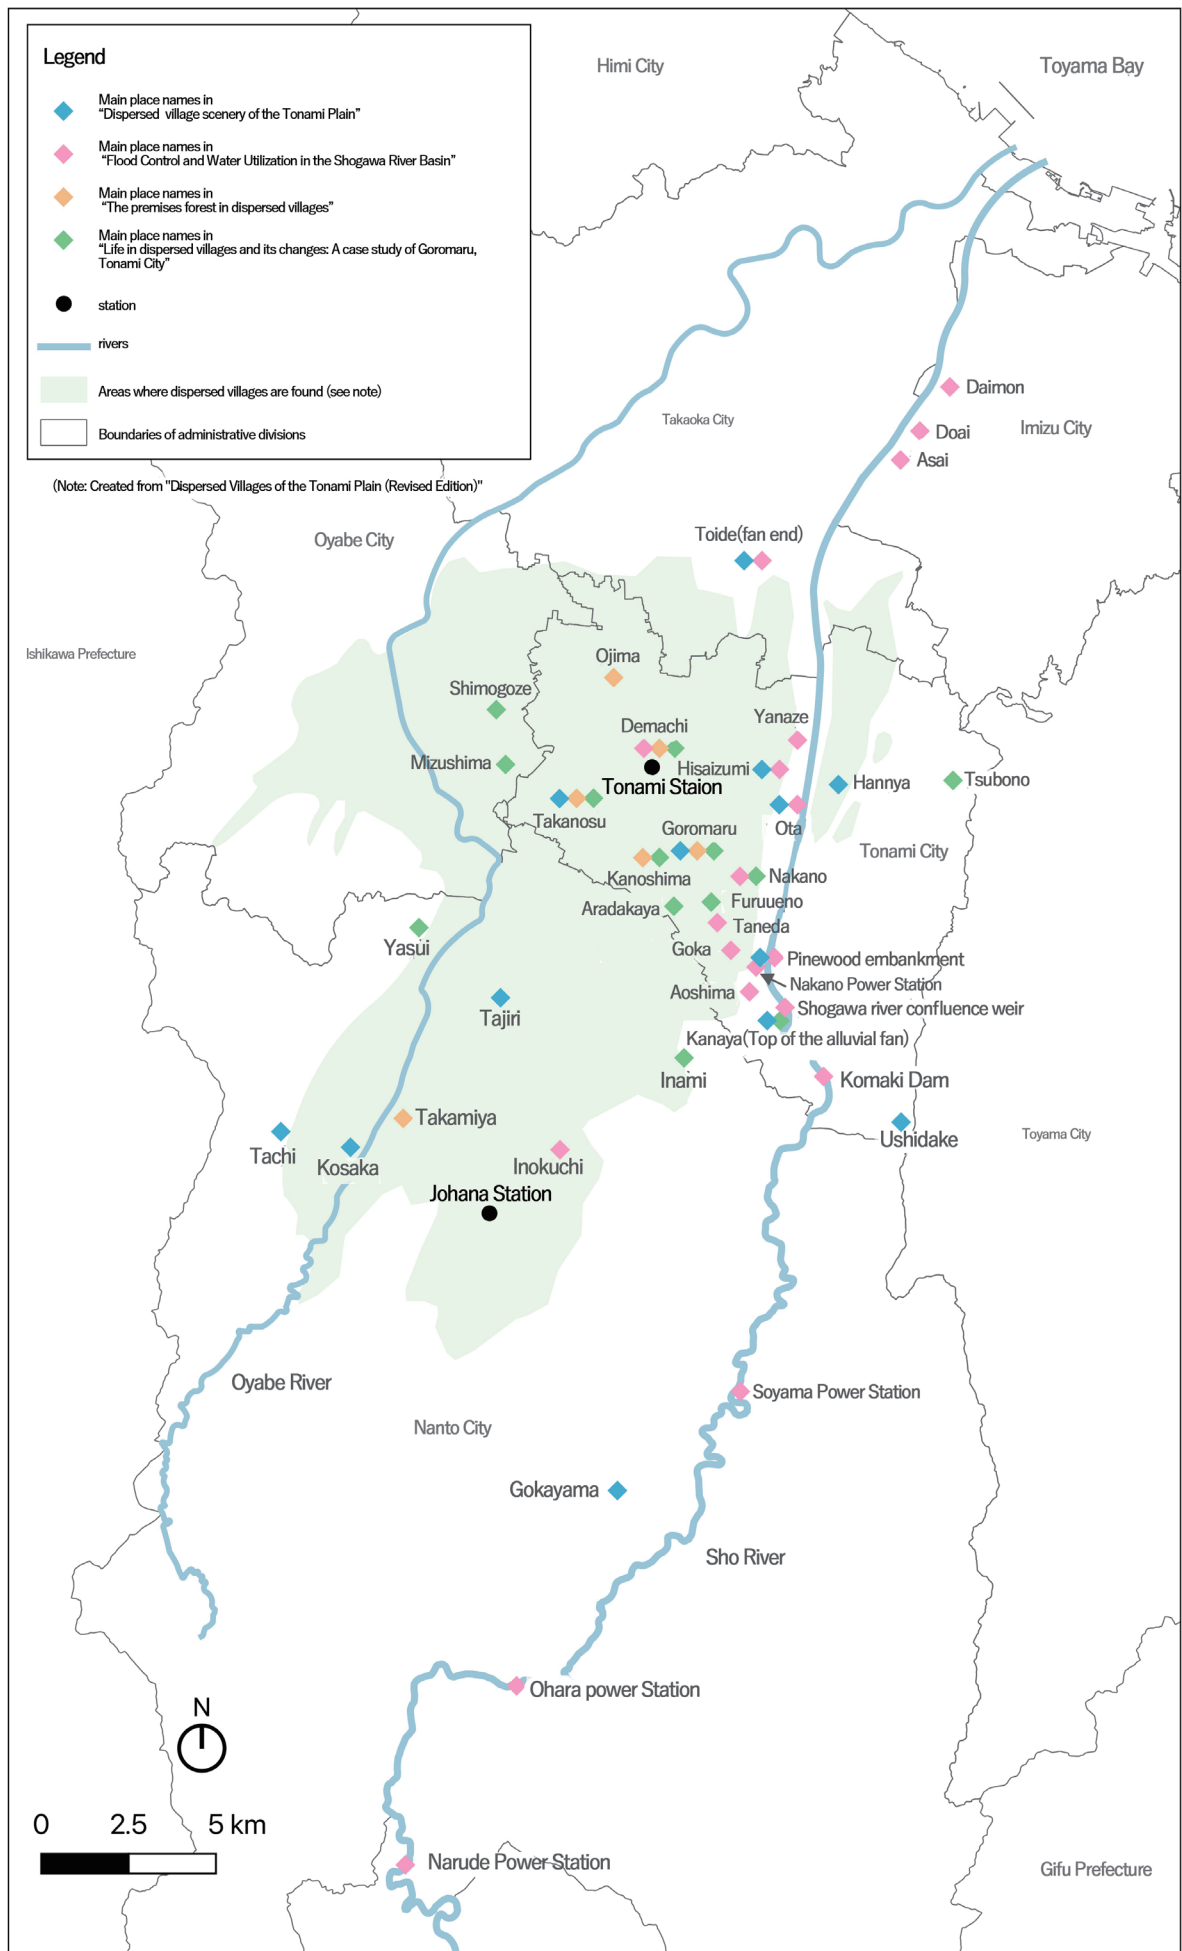 Himi City
Toyama Bay
Legend
Main place names in
“Dispersed village scenery of the Tonami Plain”
Main place names in
“Flood Control and Water Utilization in the Shogawa River Basin”
Main place names in
“The premises forest in dispersed villages”
Main place names in
“Life in dispersed villages and its changes: A case study of Goromaru,
Tonami City”
station
rivers
Areas where dispersed villages are found (see note)
Boundaries of administrative divisions
(Note: Created from "Dispersed Villages of the Tonami Plain (Revised Edition)"
Daimon
Takaoka City
Imizu City
Doai
Asai
Oyabe City
Toide(fan end)
Ishikawa Prefecture
Ojima
Shimogoze
Yanaze
Demachi
Mizushima
Hisaizumi
Tsubono
Hannya
Tonami Staion
Takanosu
Goromaru
Ota
Tonami City
Kanoshima
Nakano
Aradakaya
Furuueno
Taneda
Yasui
Goka
Pinewood embankment
Nakano Power Station
Aoshima
Shogawa river confluence weir
Tajiri
Kanaya(Top of the alluvial fan)
Inami
Komaki Dam
Takamiya
Toyama City
Ushidake
Tachi
Kosaka
Inokuchi
Johana Station
Oyabe River
Soyama Power Station
Nanto City
Gokayama
Sho River
Ohara power Station
N
0 2.5 5 km
Narude Power Station
Gifu Prefecture